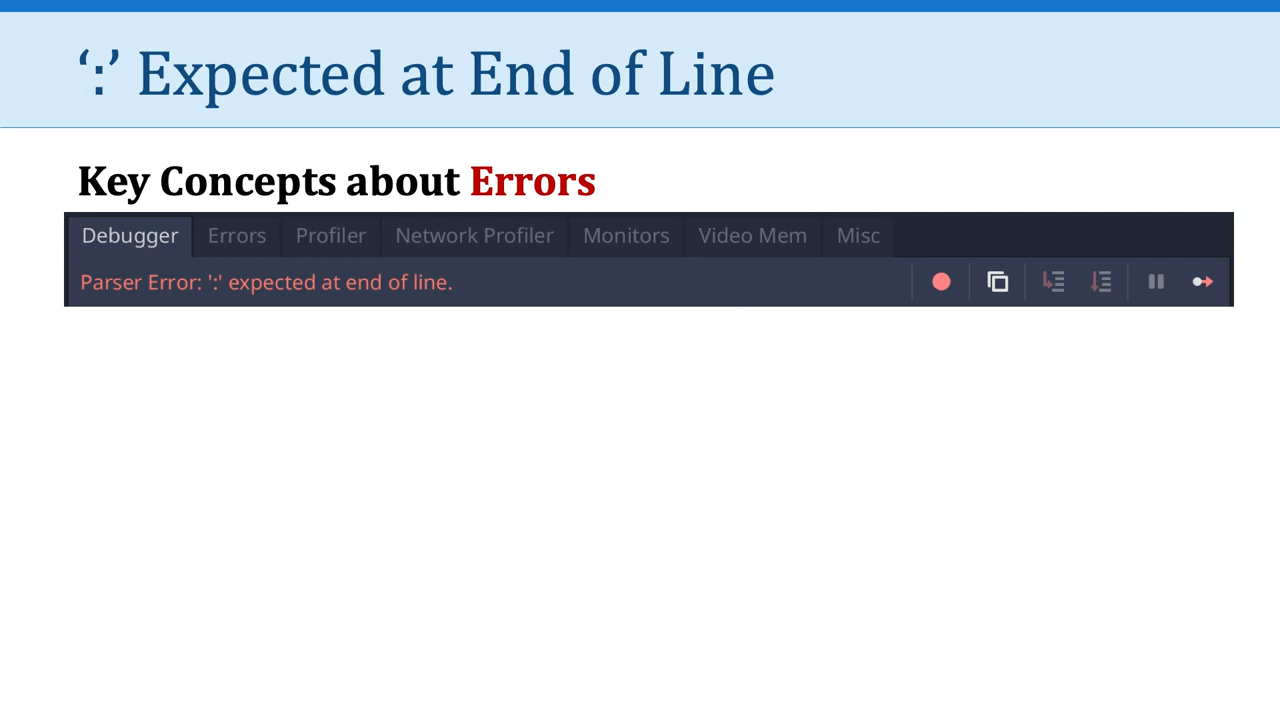 ‘:’ Expected at End of Line
Key Concepts about Errors
Debugger Errors Profiler Network Profiler Monitors Video Mem Misc
Parser Error: ':' expected at end of line.